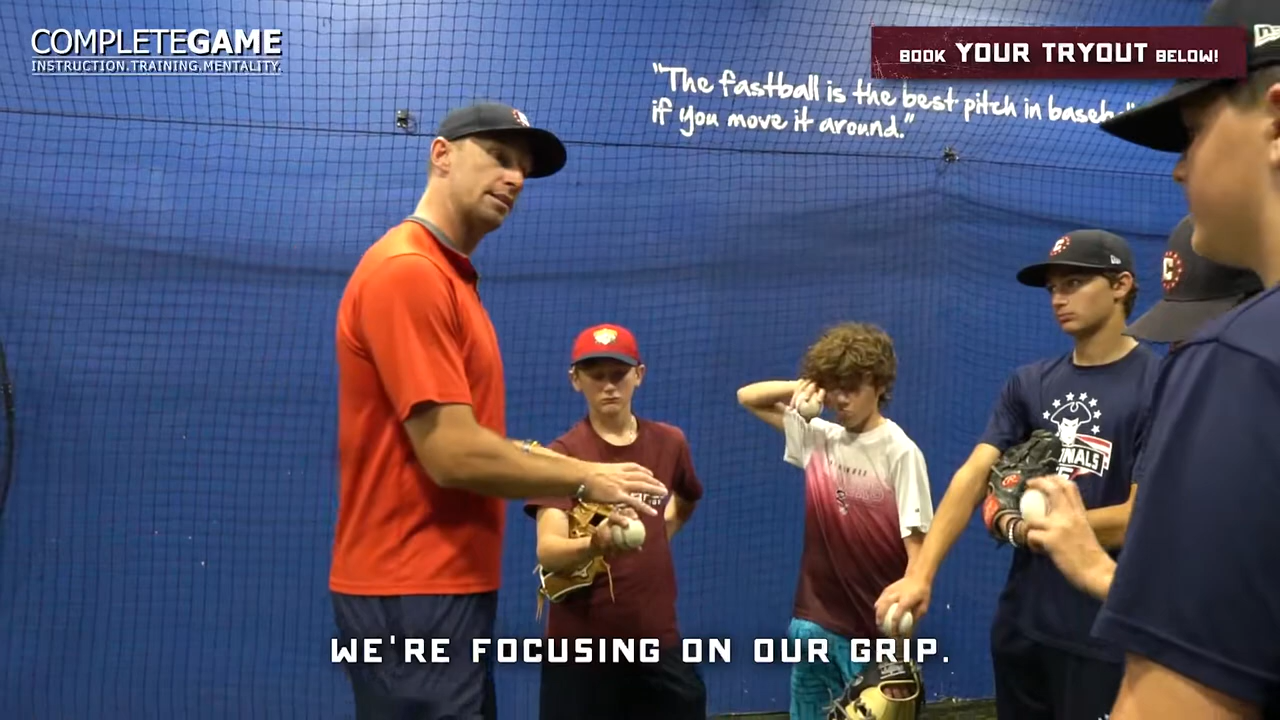 COMPLETEGAME
INSTRUCTION.TRAINING.MENTALITY.
BOOK YOUR TRYOUT BELOW!
"The fastball is the best pitch in
if you move it around."
C
WE'RE FOCUSING ON OUR GRIP.